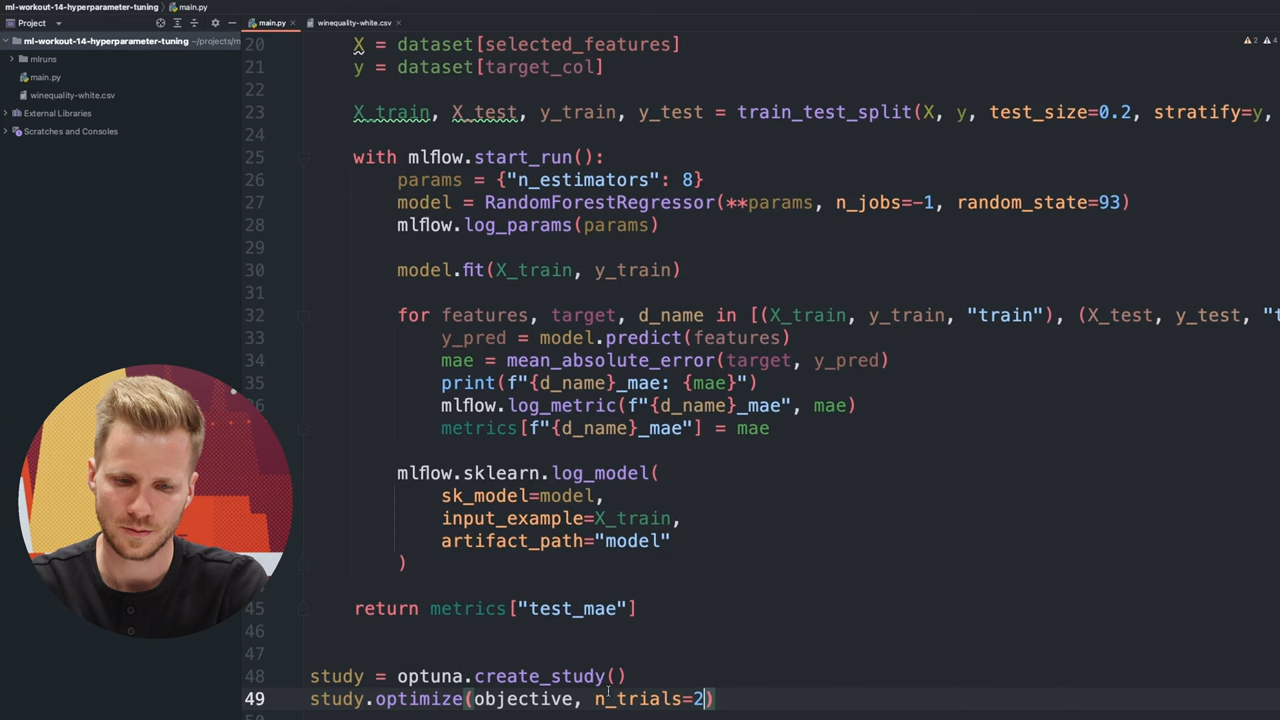 ml-workout-14-hyperparameter-tuning main.py
Project main.py winequality-white.csv
ml-workout-14-hyperparameter-tuning ~/projects/m
mlruns
main.py
winequality-white.csv
External Libraries
Scratches and Consoles
2 4
20 X = dataset[selected_features]
21 y = dataset[target_col]
22
23 X_train, X_test, y_train, y_test = train_test_split(X, y, test_size=0.2, stratify=y,
24
25 with mlflow.start_run():
26 params = {"n_estimators": 8}
27 model = RandomForestRegressor(**params, n_jobs=-1, random_state=93)
28 mlflow.log_params(params)
29
30 model.fit(X_train, y_train)
31
32 for features, target, d_name in [(X_train, y_train, "train"), (X_test, y_test, "t
33 y_pred = model.predict(features)
34 mae = mean_absolute_error(target, y_pred)
35 print(f"{d_name}_mae: {mae}")
36 mlflow.log_metric(f"{d_name}_mae", mae)
metrics[f"{d_name}_mae"] = mae
mlflow.sklearn.log_model(
sk_model=model,
input_example=X_train,
artifact_path="model"
)
45 return metrics["test_mae"]
46
47
48 study = optuna.create_study()
49 study.optimize(objective, n_trials=2)